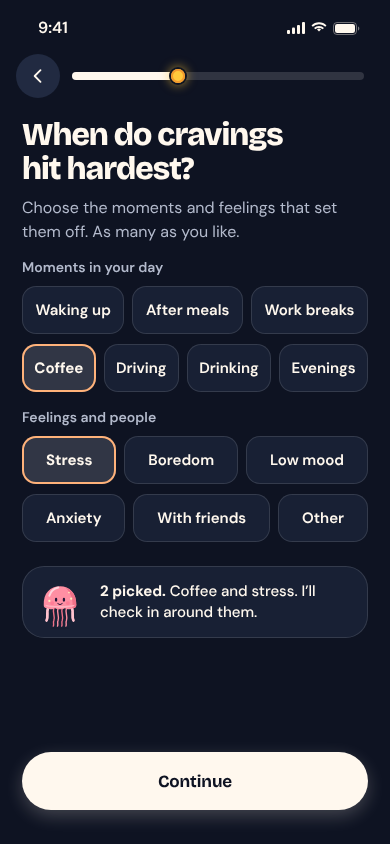 9:41
When do cravings
hit hardest?
Choose the moments and feelings that set
them off. As many as you like.
Moments in your day
Waking up After meals Work breaks
Coffee Driving Drinking Evenings
Feelings and people
Stress Boredom Low mood
Anxiety With friends Other
2 picked. Coffee and stress. I’ll
check in around them.
Continue